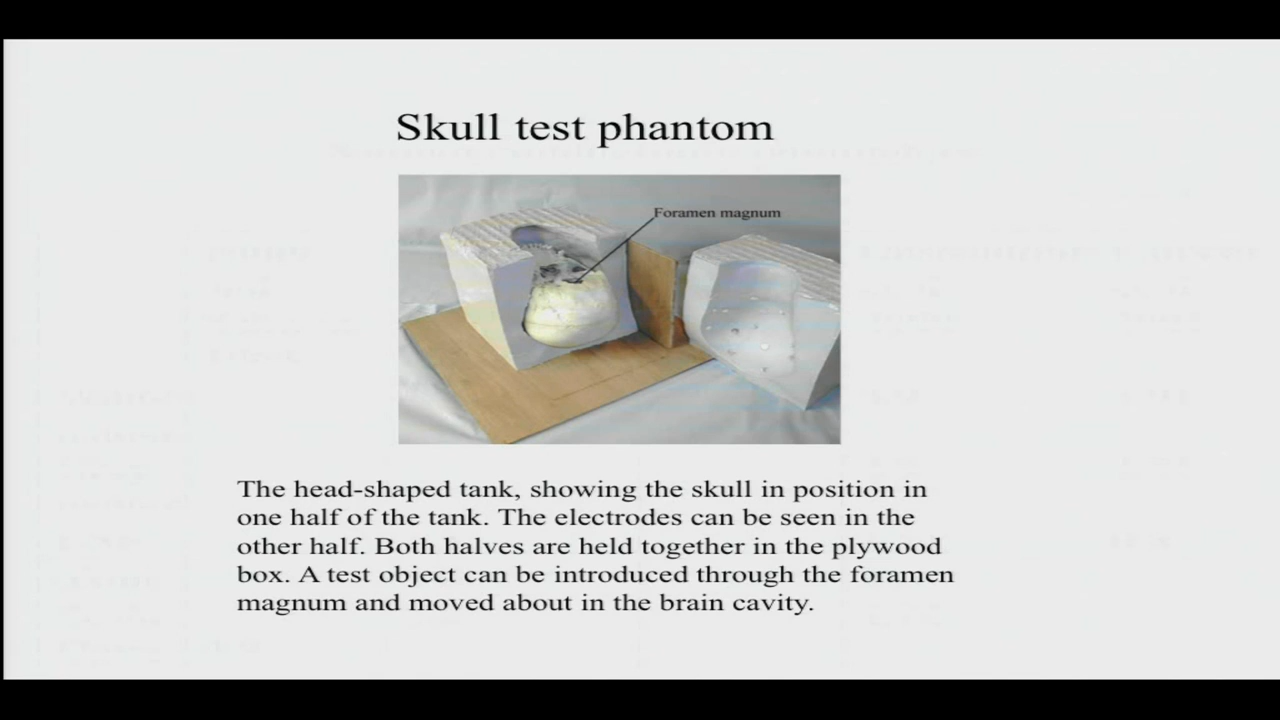 Skull test phantom
Foramen magnum
The head-shaped tank, showing the skull in position in
one half of the tank. The electrodes can be seen in the
other half. Both halves are held together in the plywood
box. A test object can be introduced through the foramen
magnum and moved about in the brain cavity.